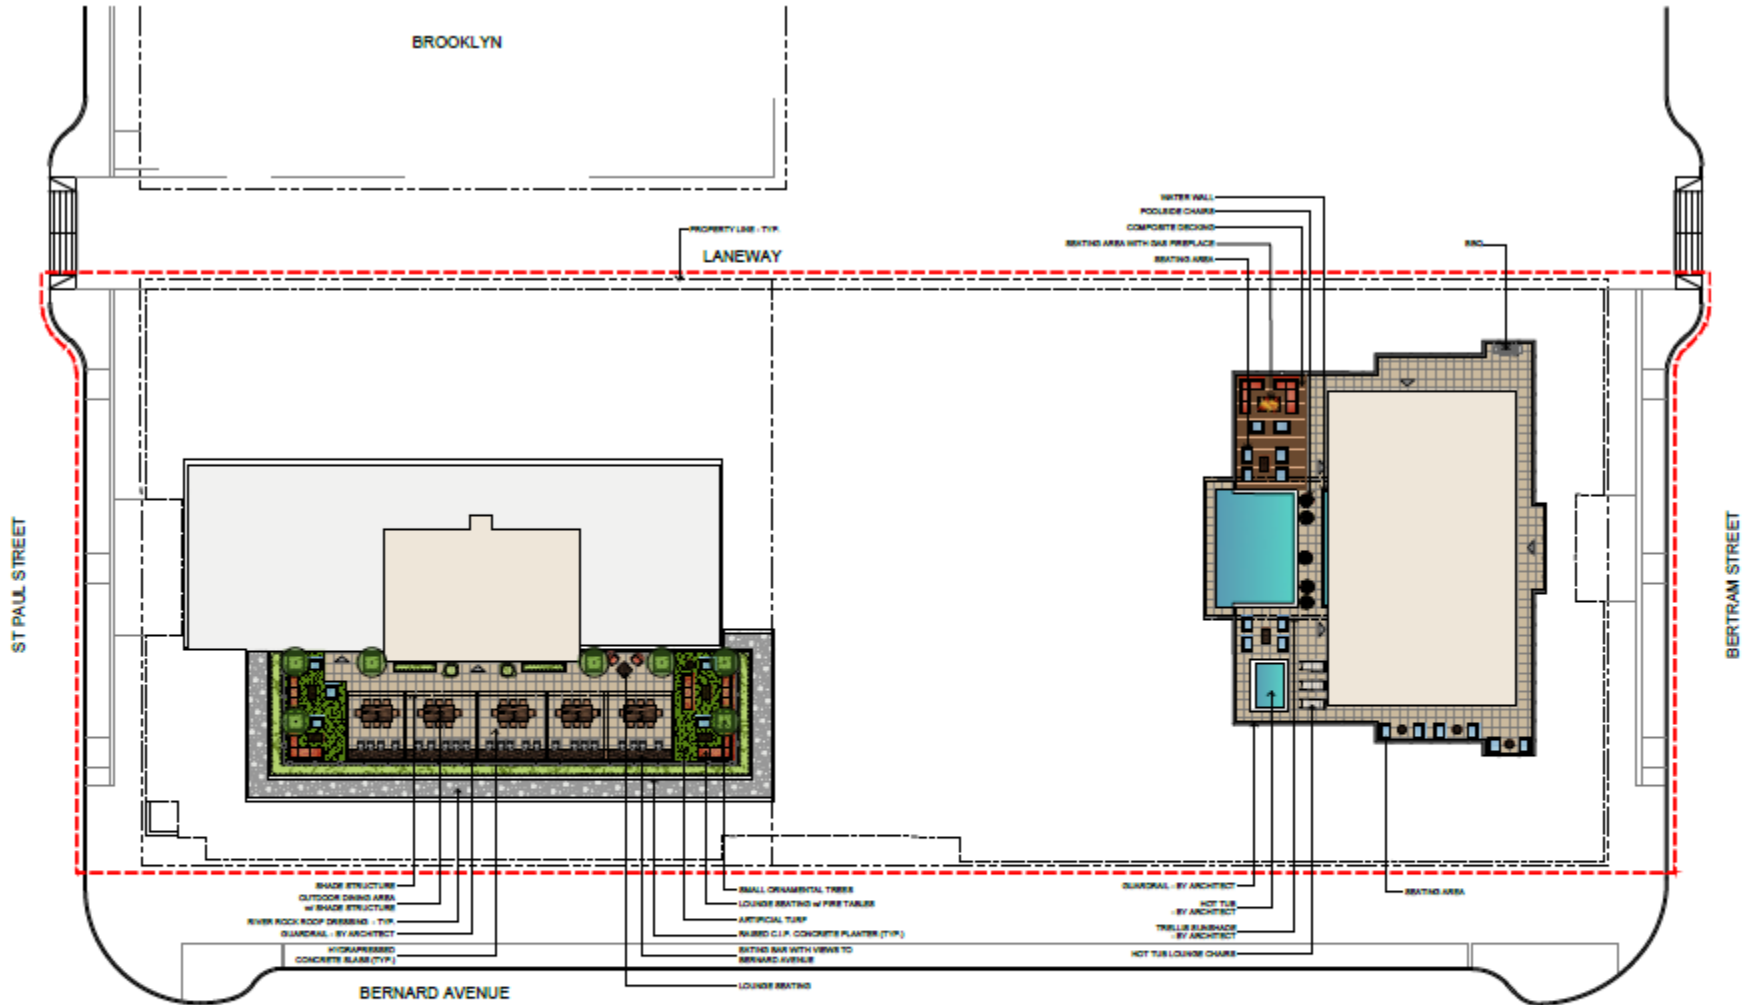 BROOKLYN
PROPERTY LINE - TYP.
LANEWAY
WATER WALL
POOLSIDE CHAIRS
COMPOSITE DECKING
SEATING AREA WITH GAS FIREPLACE
SEATING AREA
BBQ
ST PAUL STREET
BERTRAM STREET
SHADE STRUCTURE
OUTDOOR DINING AREA
w/ SHADE STRUCTURE
RIVER ROCK ROOF DRESSING - TYP.
GUARDRAIL - BY ARCHITECT
HYDRAPRESSED
CONCRETE SLABS (TYP.)
SMALL ORNAMENTAL TREES
LOUNGE SEATING w/ FIRE TABLES
ARTIFICIAL TURF
RAISED C.I.P. CONCRETE PLANTER (TYP.)
EATING BAR WITH VIEWS TO
BERNARD AVENUE
LOUNGE SEATING
GUARDRAIL - BY ARCHITECT
HOT TUB
- BY ARCHITECT
TRELLIS SUNSHADE
- BY ARCHITECT
HOT TUB LOUNGE CHAIRS
SEATING AREA
BERNARD AVENUE